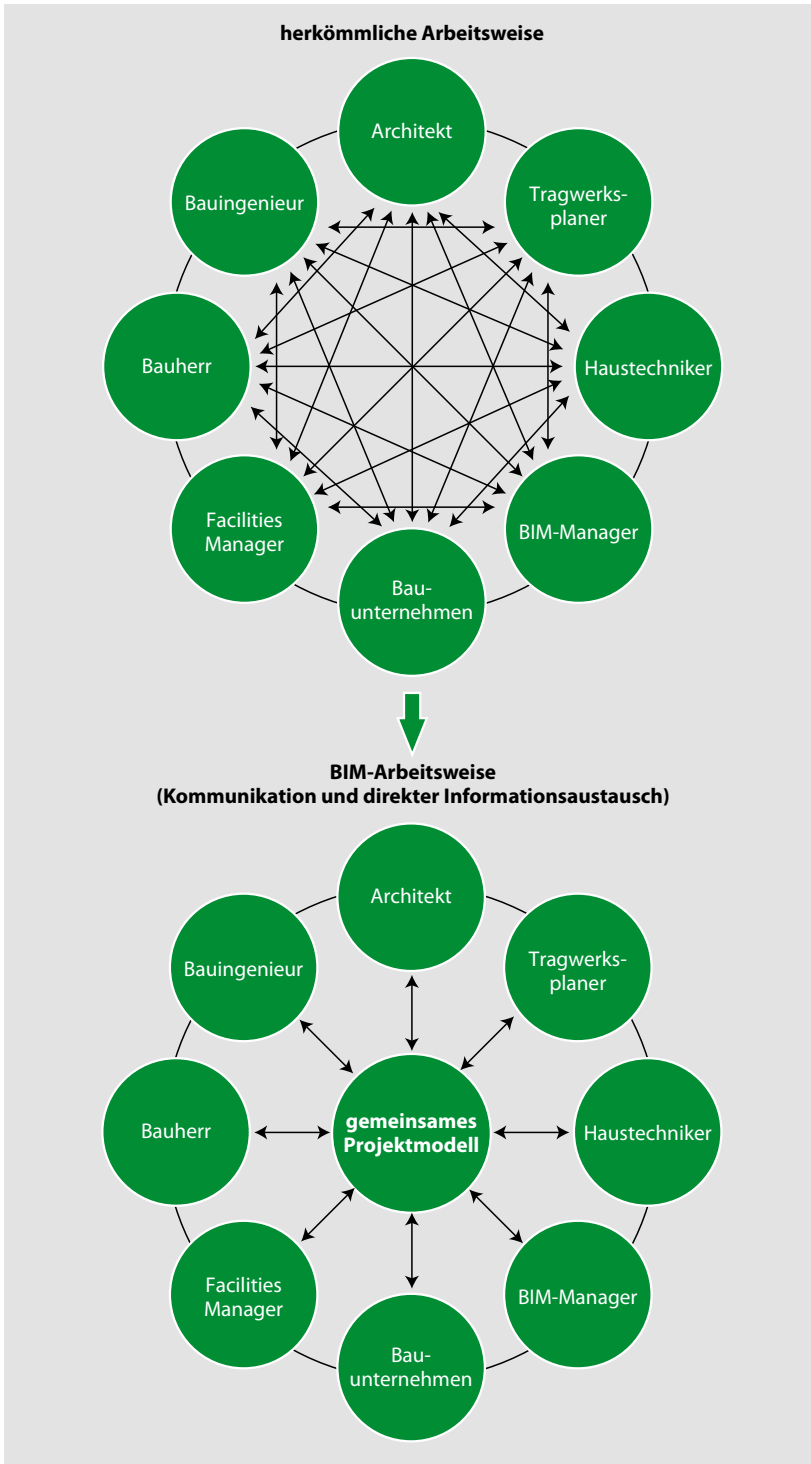 herkömmliche Arbeitsweise
Architekt
Bauingenieur
Tragwerks-
planer
Bauherr
Haustechniker
Facilities
Manager
BIM-Manager
Bau-
unternehmen
BIM-Arbeitsweise
(Kommunikation und direkter Informationsaustausch)
Architekt
Bauingenieur
Tragwerks-
planer
Bauherr
gemeinsames
Projektmodell
Haustechniker
Facilities
Manager
BIM-Manager
Bau-
unternehmen